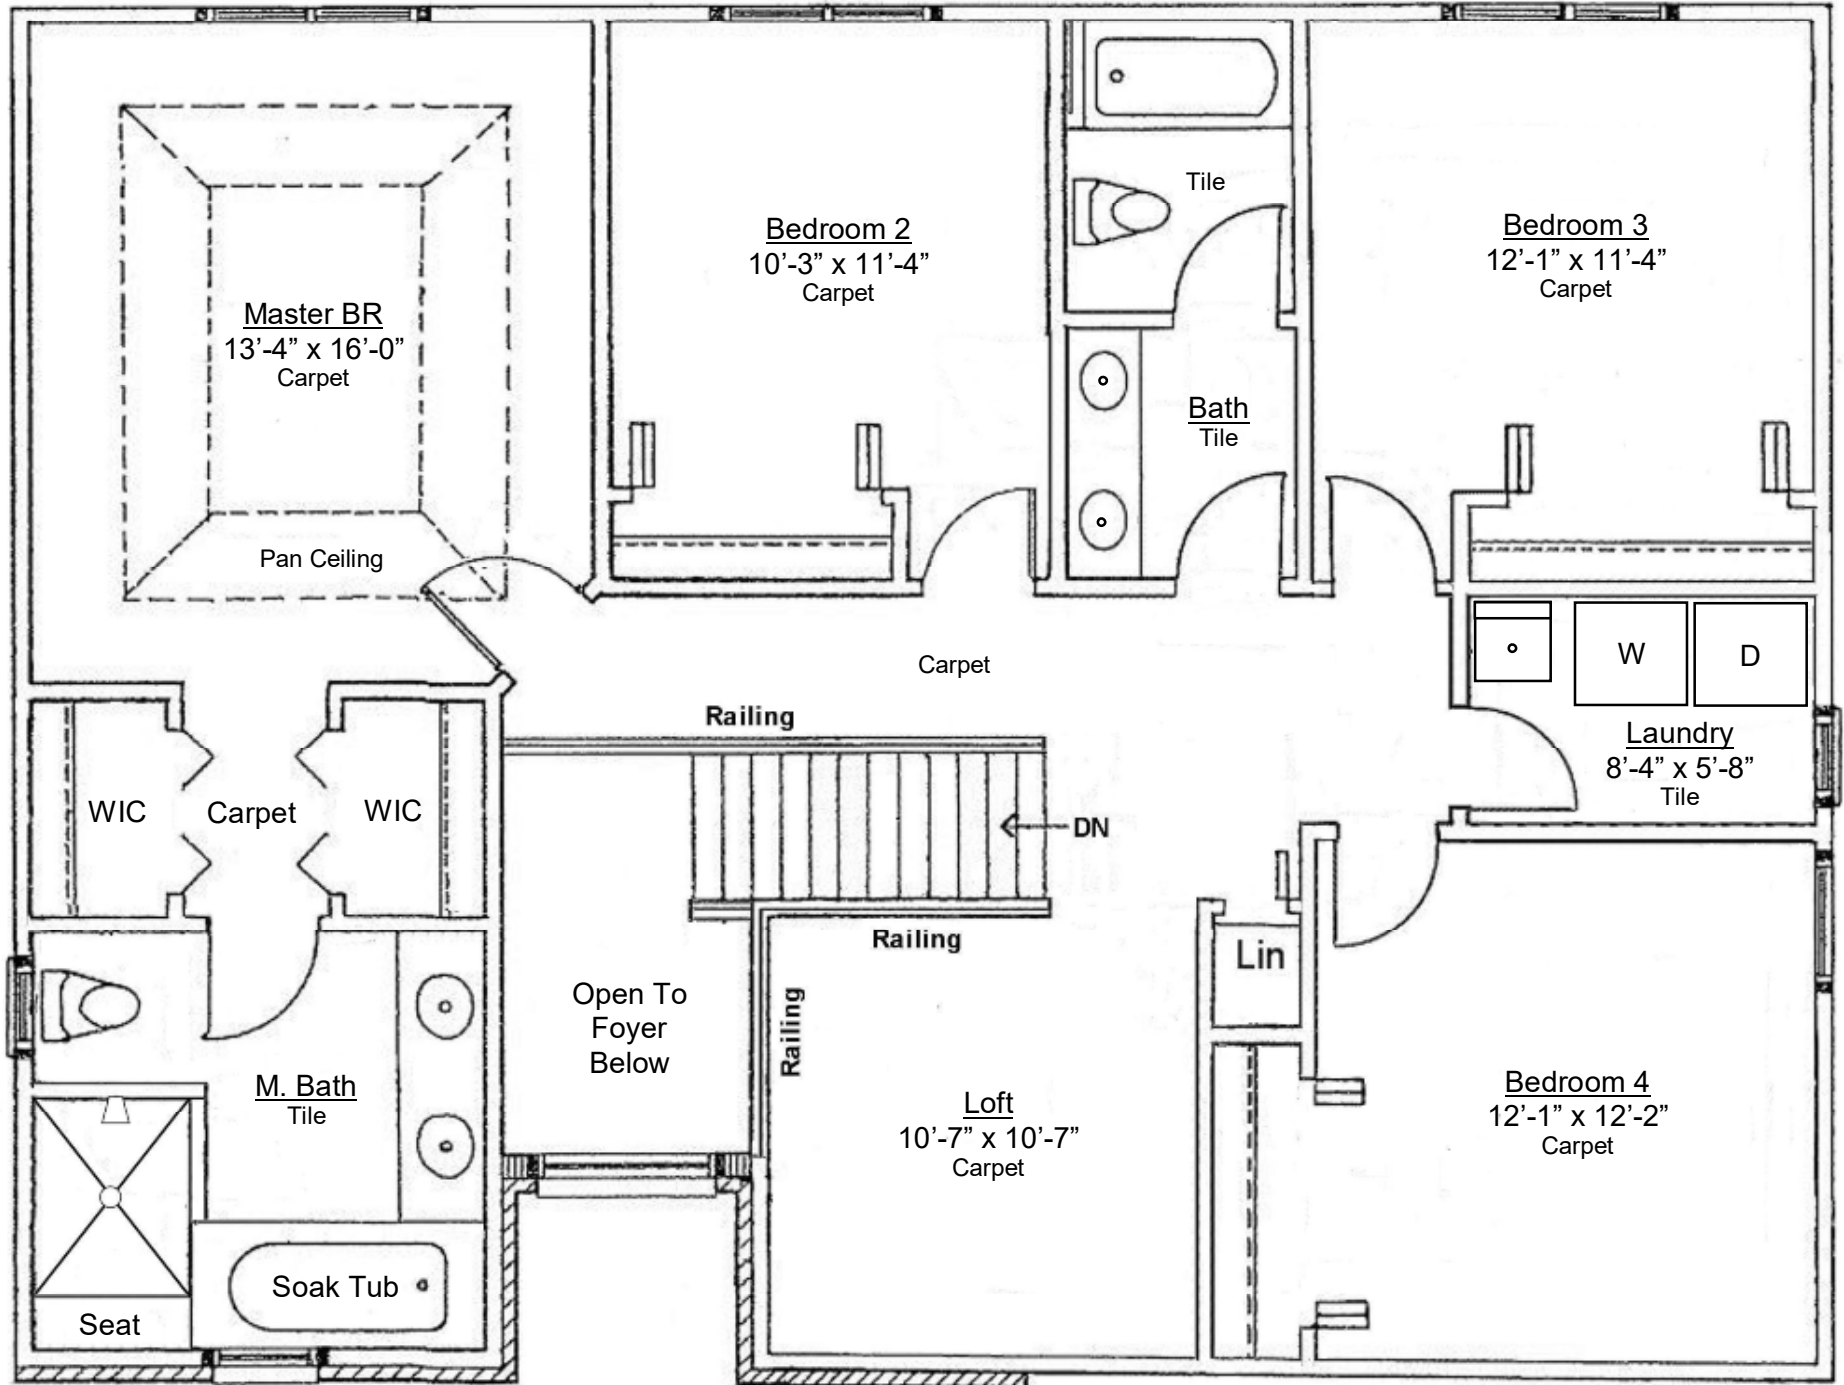 Master BR
13’-4” x 16’-0”
Carpet
Pan Ceiling
Bedroom 2
10’-3” x 11’-4”
Carpet
Tile
Bath
Tile
Bedroom 3
12’-1” x 11’-4”
Carpet
Carpet
Railing
W
D
Laundry
8’-4” x 5’-8”
Tile
WIC
Carpet
WIC
DN
Railing
Railing
Lin
Open To
Foyer
Below
M. Bath
Tile
Loft
10’-7” x 10’-7”
Carpet
Bedroom 4
12’-1” x 12’-2”
Carpet
Soak Tub
Seat